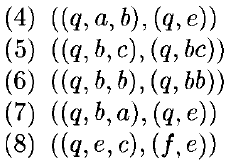 (4) ((q, a, b), (q, e))
(5) ((q, b, c), (q, bc))
(6) ((q, b, b), (q, bb))
(7) ((q, b, a), (q, e))
(8) ((q, e, c), (f, e))